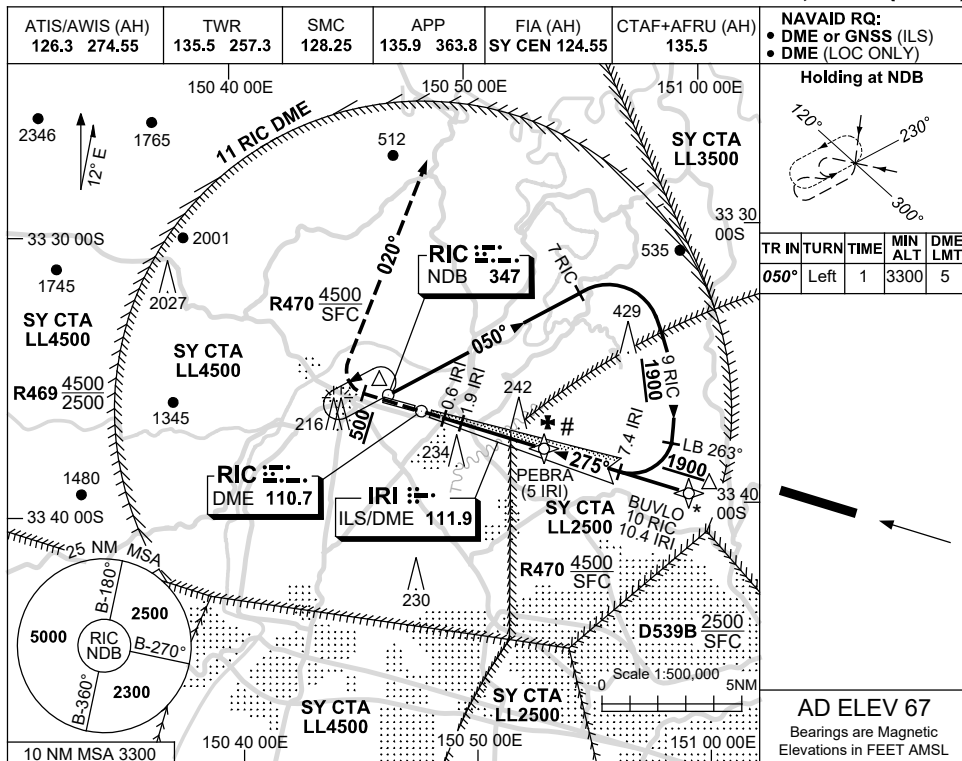 ATIS/AWIS (AH)
126.3 274.55
TWR
135.5 257.3
SMC
128.25
APP
135.9 363.8
FIA (AH)
SY CEN 124.55
CTAF+AFRU (AH)
135.5
NAVAID RQ:
• DME or GNSS (ILS)
• DME (LOC ONLY)
150 40 00E
150 50 00E
151 00 00E
Holding at NDB
120°
230°
300°
TR IN TURN TIME MIN ALT DME LMT
050° Left 1 3300 5
2346
1765
12° E
11 RIC DME
512
SY CTA
LL3500
33 30 00S
33 30
00S
2001
535
1745
2027
020°
RIC
NDB 347
7 RIC
R470 4500
SFC
SY CTA
LL4500
SY CTA
LL4500
429
050°
9 RIC
1900
R469 4500
2500
1345
0.6 IRI
1.9 IRI
242
216
500
#
7.4 IRI
234
LB 263°
1900
275°
RIC
DME 110.7
IRI
ILS/DME 111.9
PEBRA
(5 IRI)
1480
33 40 00S
33 40
00S
*
BUVLO
10 RIC
10.4 IRI
SY CTA
LL2500
R470 4500
SFC
25 NM MSA
230
B-180°
2500
5000
RIC
NDB
B-270°
B-360°
2300
D539B 2500
SFC
Scale 1:500,000
0 5NM
SY CTA
LL4500
SY CTA
LL2500
10 NM MSA 3300
150 40 00E
150 50 00E
151 00 00E
AD ELEV 67
Bearings are Magnetic
Elevations in FEET AMSL